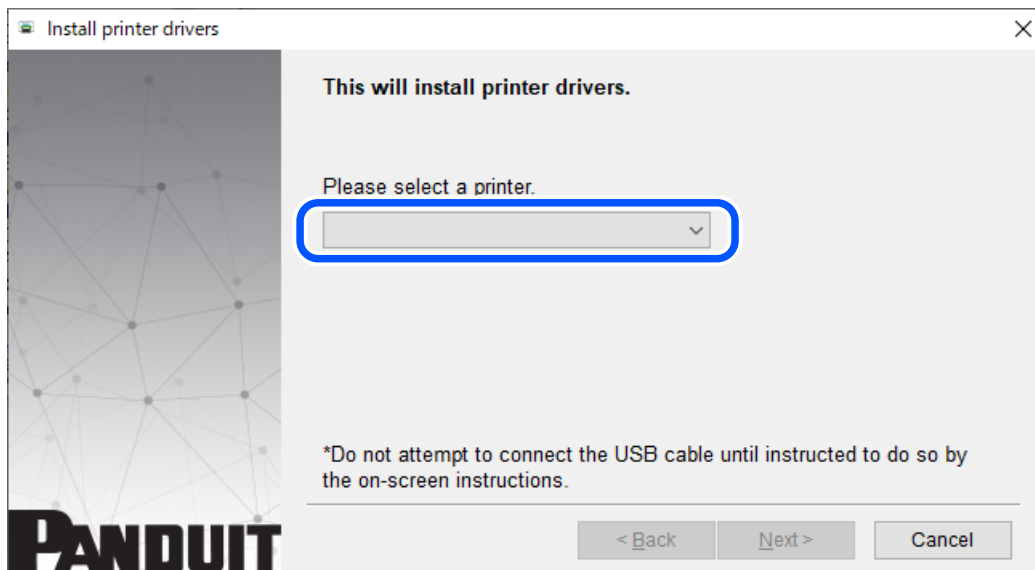 Install printer drivers
This will install printer drivers.
Please select a printer.
*Do not attempt to connect the USB cable until instructed to do so by
the on-screen instructions.
PANDUIT
< Back Next > Cancel